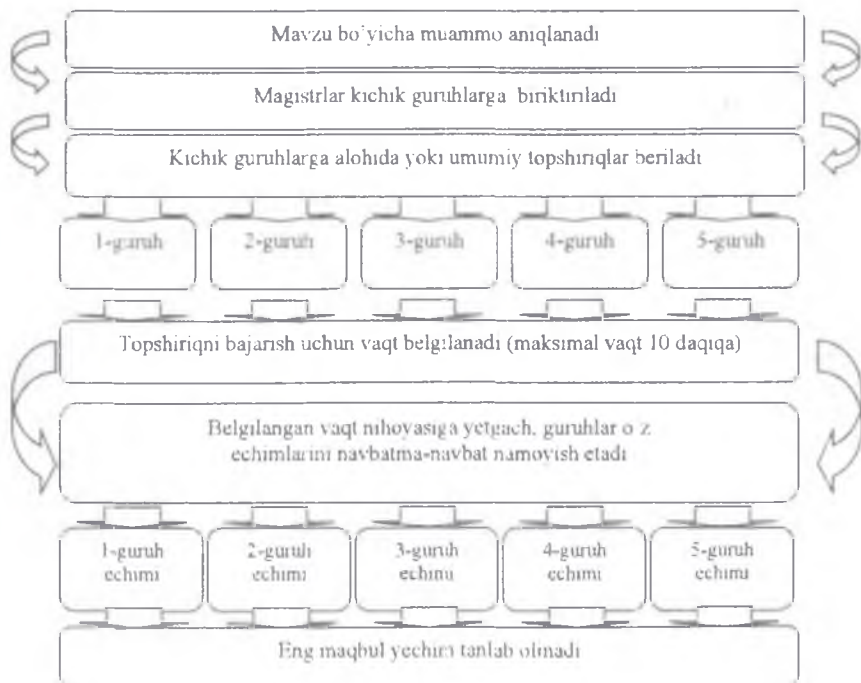 Mavzu bo'yicha muammo aniqlanadi
Magistrlar kichik guruhlarga biriktiriladi
Kichik guruhlarga alohida yoki umumiy topshiriqlar beriladi
1-guruh 2-guruh 3-guruh 4-guruh 5-guruh
Topshiriqni bajarish uchun vaqt belgilanadi (maksimal vaqt 10 daqiqa)
Belgilangan vaqt nihoyasiga yetgach, guruhlar o z
echimlarini navbatma-navbat namoyish etadi
1-guruh 2-guruh 3-guruh 4-guruh 5-guruh
echimi echimi echimi echimi echimi
Eng maqbul yechim tanlab olinadi